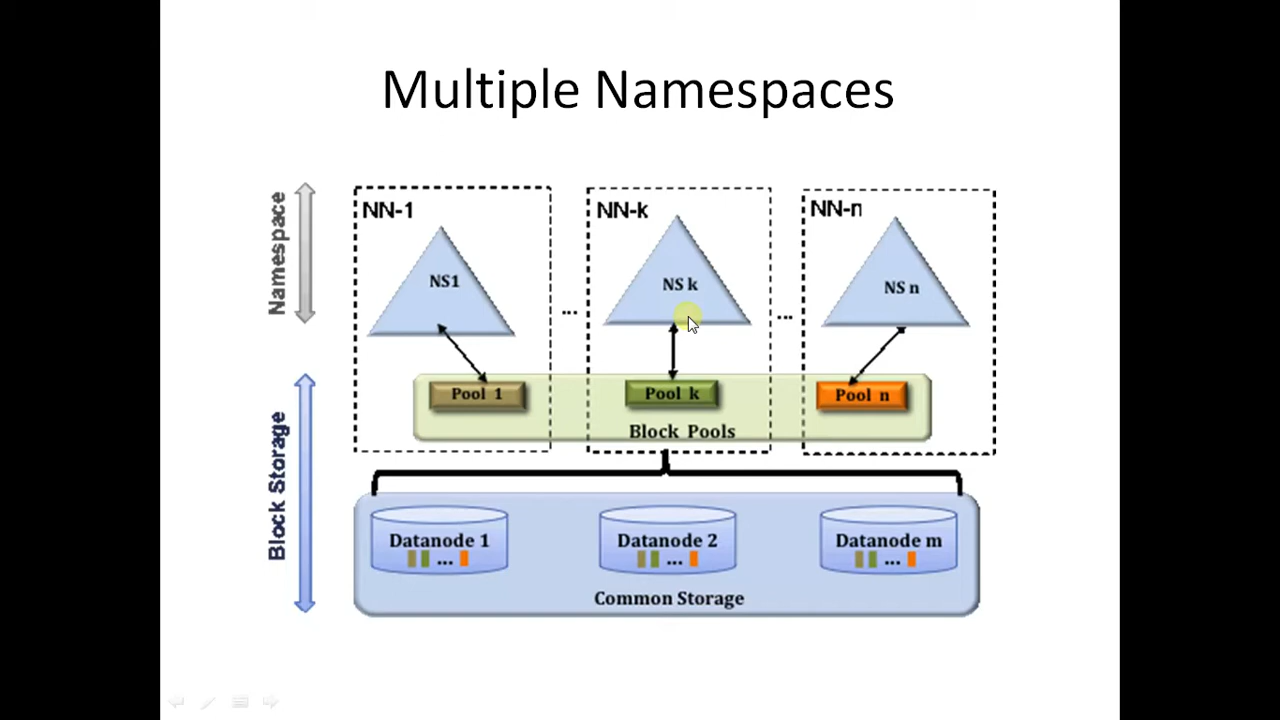 Multiple Namespaces
Namespace
NN-1
NN-k
NN-n
NS1
NS k
NS n
...
...
Pool 1
Pool k
Pool n
Block Pools
Block Storage
Datanode 1
...
Datanode 2
...
Datanode m
...
Common Storage